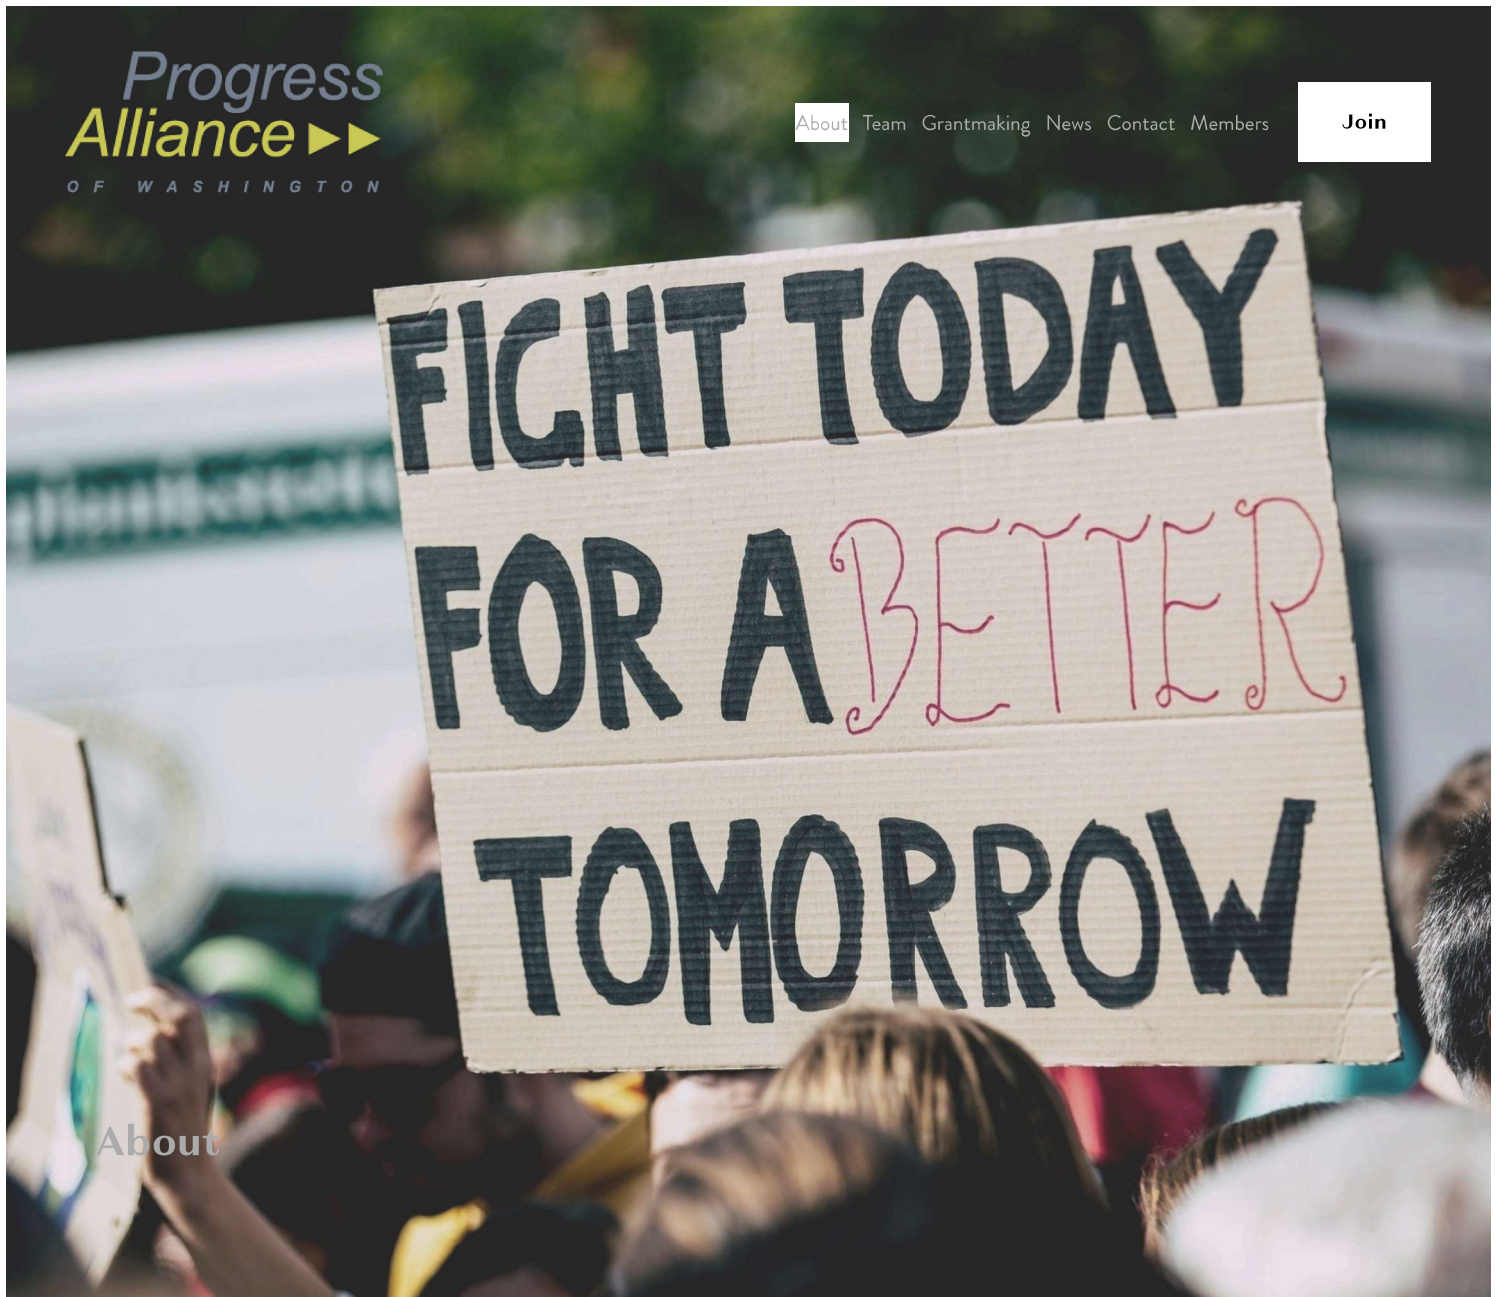 Progress
Alliance
OF WASHINGTON
About Team Grantmaking News Contact Members Join
FIGHT TODAY
FOR A BETTER
TOMORROW
About